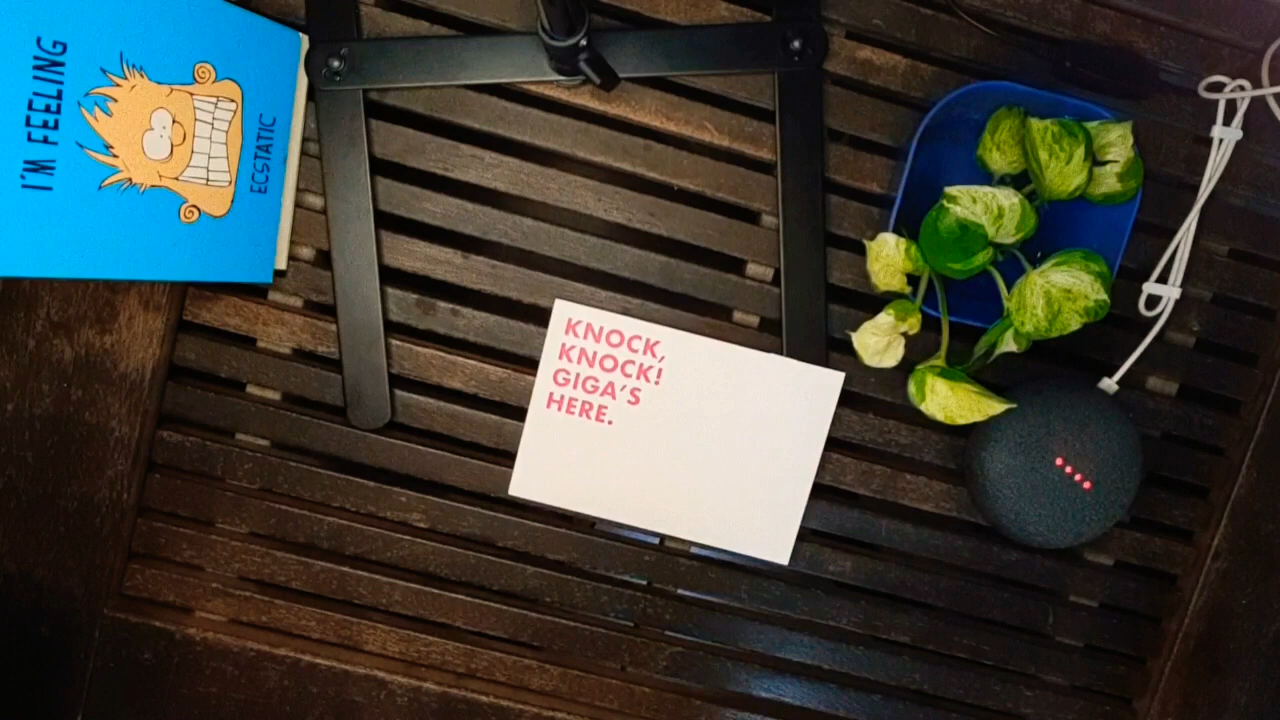 I'M FEELING
ECSTATIC
KNOCK,
KNOCK!
GIGA'S
HERE.